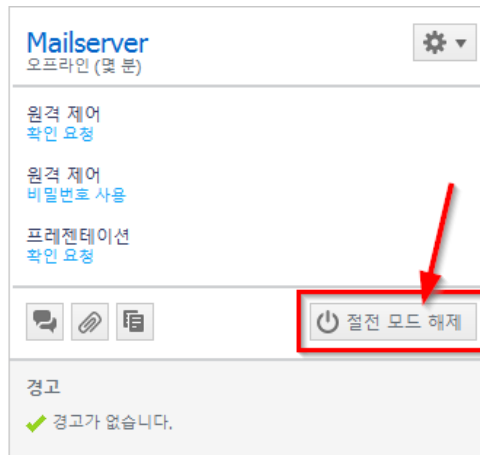 Mailserver
오프라인 (몇 분)
원격 제어
확인 요청
원격 제어
비밀번호 사용
프레젠테이션
확인 요청
절전 모드 해제
경고
경고가 없습니다.